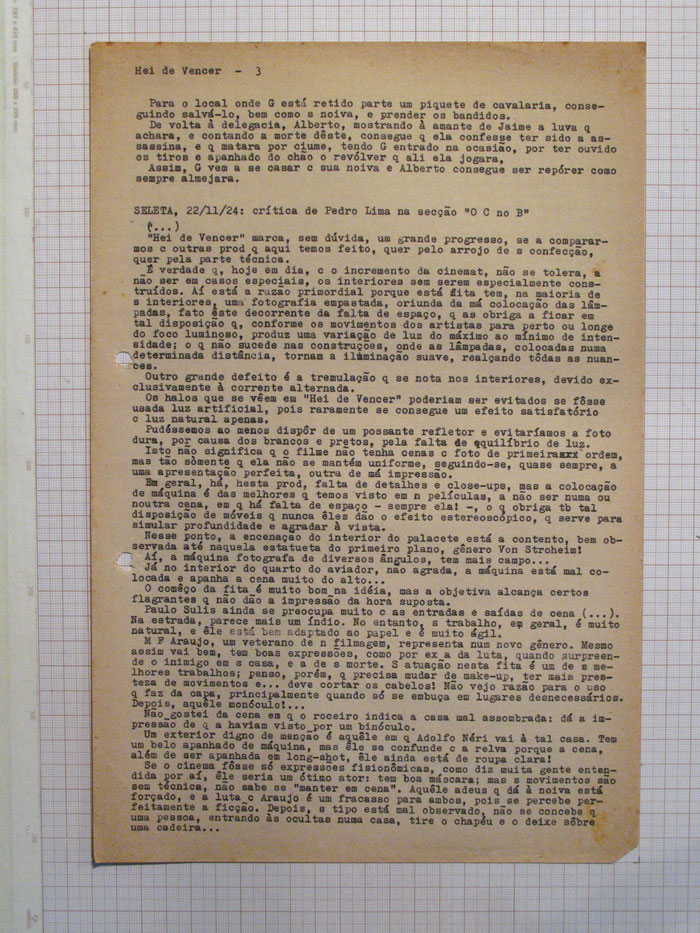 Hei de Vencer - 3
Para o local onde G está retido parte um piquete de cavalaria, conse-
guindo salvá-lo, bem como s noiva, e prender os bandidos.
De volta à delegacia, Alberto, mostrando à amante de Jaime a luva q
achara, e contando a morte dêste, consegue q ela confesse ter sido a as-
sassina, e q matara por ciume, tendo G entrado na ocasião, por ter ouvido
os tiros e apanhado do chão o revólver q ali ela jogara,
Assim, G vem a se casar c sua noiva e Alberto consegue ser repórer como
sempre almejara.
SELETA, 22/11/24: crítica de Pedro Lima na secção "O C no B"
(...)
"Hei de Vencer" marca, sem dúvida, um grande progresso, se a comparar-
mos c outras prod q aqui temos feito, quer pelo arrojo de s confecção,
quer pela parte técnica.
É verdade q, hoje em dia, c o incremento da cinemat, não se tolera, a
não ser em casos especiais, os interiores sem serem especialmente cons-
truídos. Aí está a razão primordial porque está fita tem, na maioria de
s interiores, uma fotografia empastada, oriunda da má colocação das lâm-
padas, fato êste decorrente da falta de espaço, q as obriga a ficar em
tal disposição q, conforme os movimentos dos artistas para perto ou longe
do foco luminoso, produz uma variação de luz do máximo ao mínimo de inten-
sidade; o q não sucede nas construções, onde as lâmpadas, colocadas numa
determinada distância, tornam a iluminação suave, realçando tôdas as nuan-
ces.
Outro grande defeito é a tremulação q se nota nos interiores, devido ex-
clusivamente à corrente alternada.
Os halos que se vêem em "Hei de Vencer" poderiam ser evitados se fôsse
usada luz artificial, pois raramente se consegue um efeito satisfatório
c luz natural apenas.
Pudéssemos ao menos dispôr de um possante refletor e evitaríamos a foto
dura, por causa dos brancos e pretos, pela falta de equilíbrio de luz.
Isto não significa q o filme não tenha cenas c foto de primeiraxxx ordem,
mas tão sòmente q ela não se mantém uniforme, seguindo-se, quase sempre, a
uma apresentação perfeita, outra de má impressão.
Em geral, há, hesta prod, falta de detalhes e close-ups, mas a colocação
de máquina é das melhores q temos visto em n películas, a não ser numa ou
noutra cena, em q há falta de espaço - sempre ela! -, o q obriga tb tal
disposição de móveis q nunca êles dão o efeito estereoscópico, q serve para
simular profundidade e agradar à vista.
Nesse ponto, a encenação do interior do palacete está a contento, bem ob-
servada até naquela estatueta do primeiro plano, gênero Von Stroheim!
Aí, a máquina fotografa de diversos ângulos, tem mais campo...
Já no interior do quarto do aviador, não agrada, a máquina está mal co-
locada e apanha a cena muito do alto...
O comêço da fita é muito bom na idéia, mas a objetiva alcança certos
flagrantes q não dão a impressão da hora suposta.
Paulo Sulis ainda se preocupa muito c as entradas e saídas de cena (...).
Na estrada, parece mais um índio. No entanto, s trabalho, em geral, é muito
natural, e êle está bem adaptado ao papel e é muito ágil.
M F Araujo, um veterano de n filmagem, representa num novo gênero. Mesmo
assim vai bem, tem boas expressões, como por ex a da luta, quando surpreen-
de o inimigo em s casa, e a de s morte. S atuação nesta fita é um de s me-
lhores trabalhos; penso, porém, q precisa mudar de make-up, ter mais pres-
teza de movimentos e... deve cortar os cabelos! Não vejo razão para o uso
q faz da capa, principalmente quando só se embuça em lugares desnecessários.
Depois, aquêle monóculo!...
Não gostei da cena em q o roceiro indica a casa mal assombrada: dá a im-
pressão de q a haviam visto por um binóculo.
Um exterior digno de menção é aquêle em q Adolfo Néri vai à tal casa. Tem
um belo apanhado de máquina, mas êle se confunde c a relva porque a cena,
além de ser apanhada em long-shot, êle ainda está de roupa clara!
Se o cinema fôsse só expressões fisionômicas, como diz muita gente enten-
dida por aí, êle seria um ótimo ator: tem boa máscara; mas s movimentos são
sem técnica, não sabe se "manter em cena". Aquêle adeus q dá à noiva está
forçado, e a luta c Araujo é um fracasso para ambos, pois se percebe per-
feitamente a ficção. Depois, s tipo está mal observado, não se concebe q
uma pessoa, entrando às ocultas numa casa, tire o chapéu e o deixe sôbre
uma cadeira...